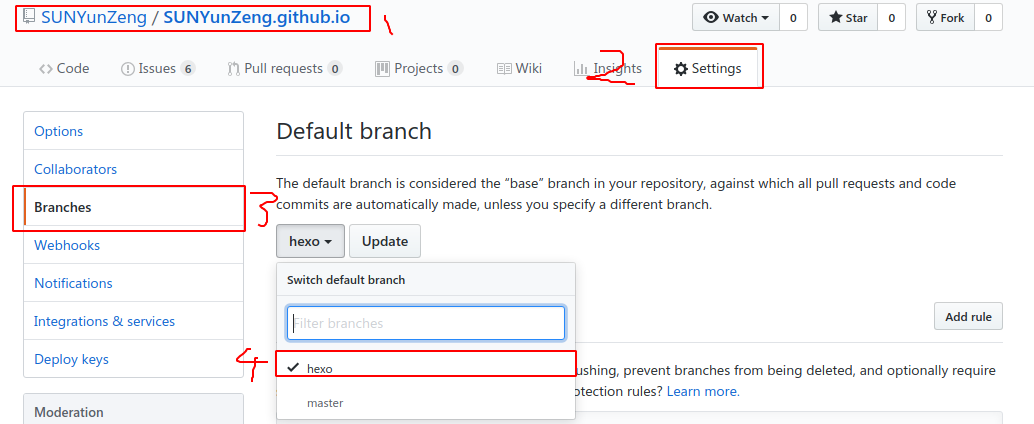 SUNYunZeng / SUNYunZeng.github.io
Watch 0 Star 0 Fork 0
1
Code Issues 6 Pull requests 0 Projects 0 Wiki Insights Settings
2
Options
Default branch
Collaborators
The default branch is considered the “base” branch in your repository, against which all pull requests and code
commits are automatically made, unless you specify a different branch.
Branches
3
hexo Update
Webhooks
Switch default branch
Notifications
Filter branches
Integrations & services
Add rule
Deploy keys
4
hexo
ushing, prevent branches from being deleted, and optionally require
master
otection rules? Learn more.
Moderation